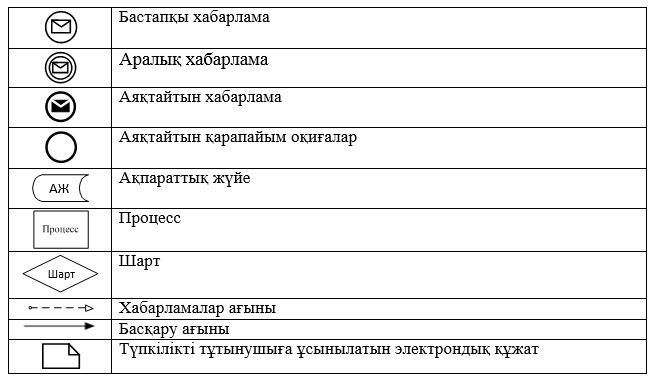 Бастапқы хабарлама
Аралық хабарлама
Аяқтайтын хабарлама
Аяқтайтын қарапайым оқиғалар
АЖ Ақпараттық жүйе
Процесс Процесс
Шарт Шарт
Хабарламалар ағыны
Басқару ағыны
Түпкілікті тұтынушыға ұсынылатын электрондық құжат